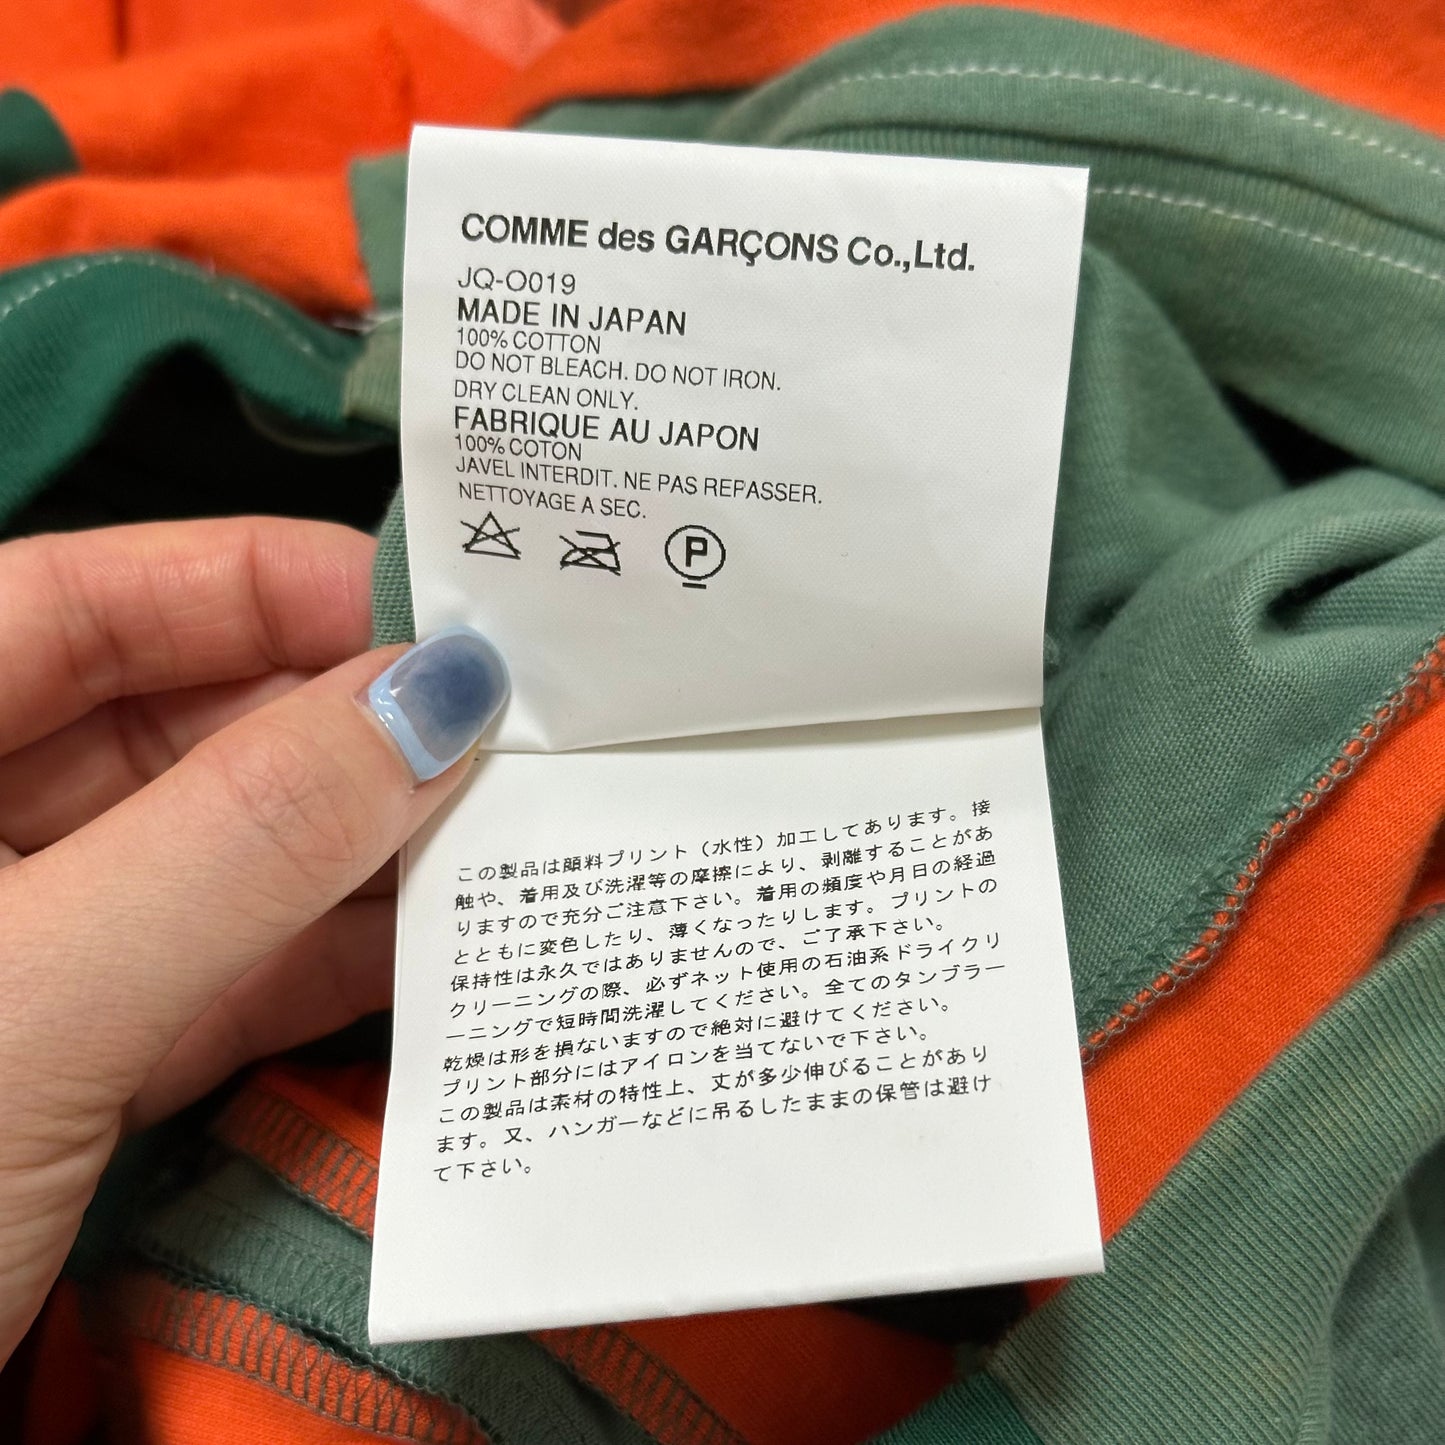 COMME des GARÇONS Co.,Ltd.
JQ-O019
MADE IN JAPAN
100% COTTON
DO NOT BLEACH. DO NOT IRON.
DRY CLEAN ONLY.
FABRIQUE AU JAPON
100% COTON
JAVEL INTERDIT. NE PAS REPASSER.
NETTOYAGE A SEC.
P
この製品は顔料プリント（水性）加工してあります。接
触や、着用及び洗濯等の摩擦により、剥離することがあ
りますので充分ご注意下さい。着用の頻度や月日の経過
とともに変色したり、薄くなったりします。プリントの
保持性は永久ではありませんので、ご了承下さい。
クリーニングの際、必ずネット使用の石油系ドライクリ
ーニングで短時間洗濯してください。全てのタンブラー
乾燥は形を損ないますので絶対に避けてください。
プリント部分にはアイロンを当てないで下さい。
この製品は素材の特性上、丈が多少伸びることがあり
ます。又、ハンガーなどに吊るしたままの保管は避け
て下さい。